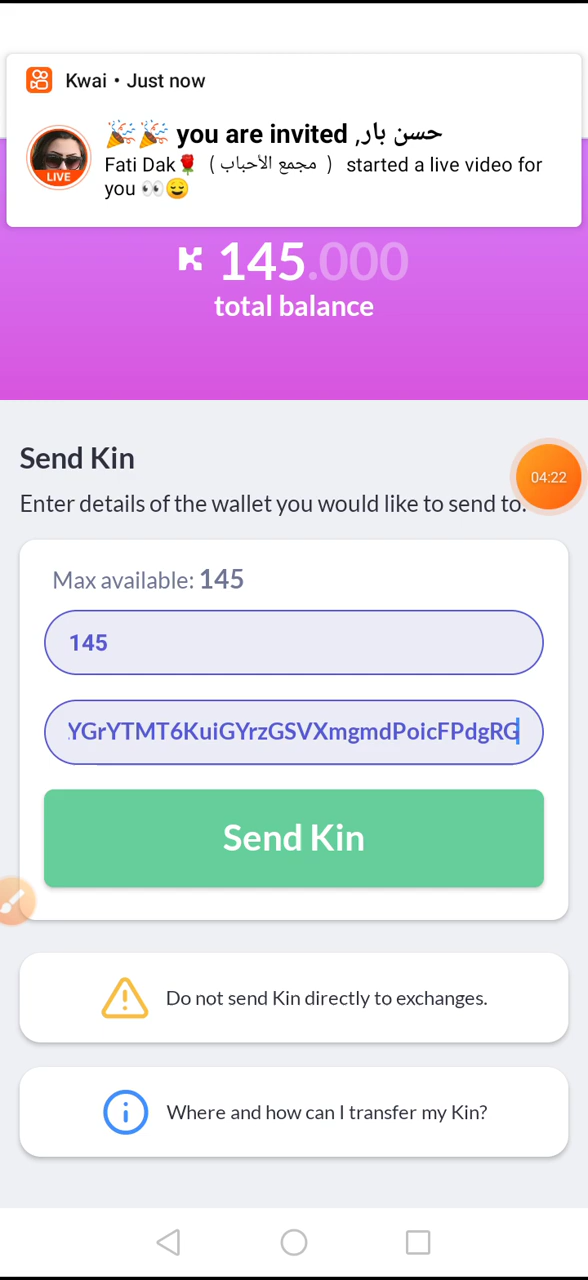 Kwai • Just now
🎉🎉 you are invited ,حسن بار
Fati Dak🌹 ( مجمع الأحباب ) started a live video for
you 👀😌
LIVE
145.000
total balance
Send Kin
04:22
Enter details of the wallet you would like to send to.
Max available: 145
145
YGrYTMT6KuiGYrzGSVXmgmdPoicFPdgRG
Send Kin
Do not send Kin directly to exchanges.
Where and how can I transfer my Kin?